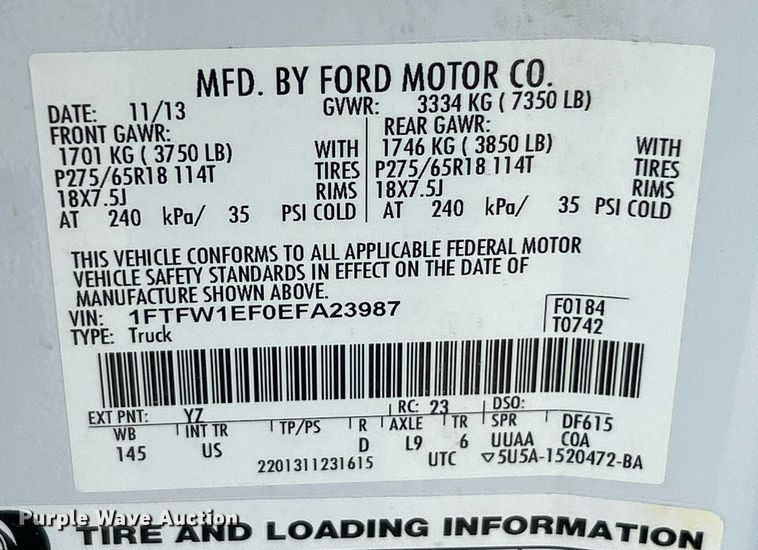 MFD. BY FORD MOTOR CO.
DATE: 11/13 GVWR: 3334 KG ( 7350 LB)
FRONT GAWR: REAR GAWR:
1701 KG ( 3750 LB) WITH 1746 KG ( 3850 LB) WITH
P275/65R18 114T TIRES P275/65R18 114T TIRES
18X7.5J RIMS 18X7.5J RIMS
AT 240 kPa/ 35 PSI COLD AT 240 kPa/ 35 PSI COLD
THIS VEHICLE CONFORMS TO ALL APPLICABLE FEDERAL MOTOR
VEHICLE SAFETY STANDARDS IN EFFECT ON THE DATE OF
MANUFACTURE SHOWN ABOVE.
VIN: 1FTFW1EF0EFA23987 F0184
TYPE: Truck T0742
EXT PNT: YZ RC: 23 DSO:
WB INT TR TP/PS R AXLE TR SPR DF615
145 US D L9 6 UUAA COA
2201311231615 UTC ▽5U5A-1520472-BA
Purple Wave Auction
TIRE AND LOADING INFORMATION